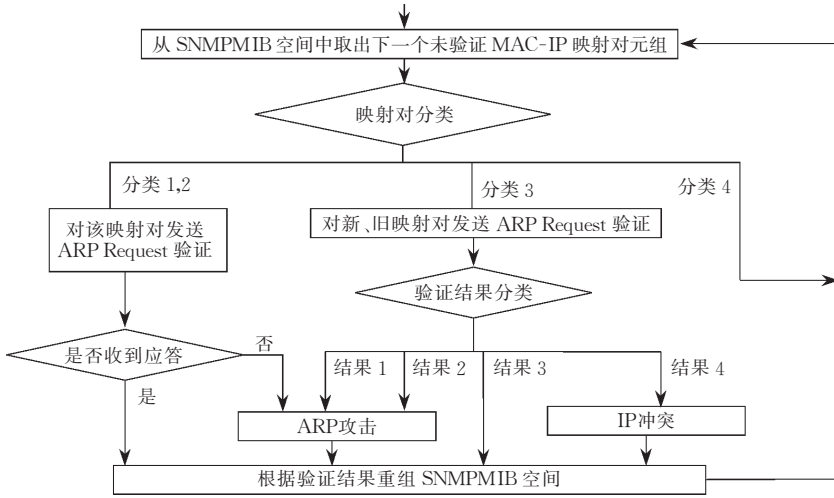 从 SNMPMIB 空间中取出下一个未验证 MAC-IP 映射对元组
映射对分类
分类 1,2
分类 3
分类 4
对该映射对发送
ARP Request 验证
对新、旧映射对发送 ARP Request 验证
验证结果分类
是否收到应答
否
是
结果 1
结果 2
结果 3
结果 4
ARP攻击
IP冲突
根据验证结果重组 SNMPMIB 空间